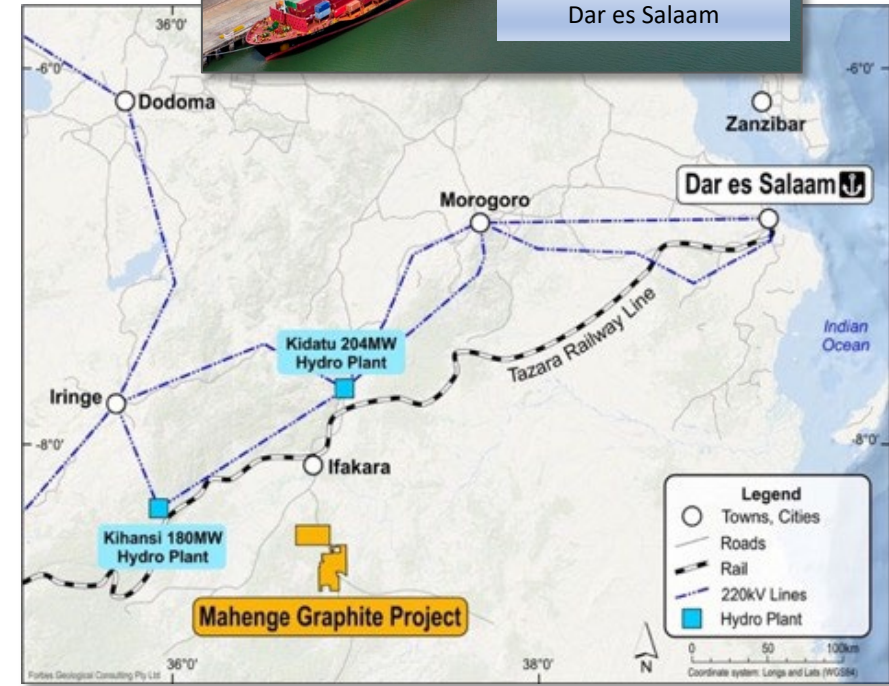 Dar es Salaam
36°0'
-6°0'
-6°0'
Dodoma
Zanzibar
Dar es Salaam
Morogoro
Indian
Ocean
Kidatu 204MW
Hydro Plant
Tazara Railway Line
Iringe
-8°0'
-8°0'
Ifakara
Kihansi 180MW
Hydro Plant
Mahenge Graphite Project
Legend
Towns, Cities
Roads
Rail
220kV Lines
Hydro Plant
36°0'
38°0'
N
0 50 100km
Forbes Geological Consulting Pty Ltd
Coordinate system: Longs and Lats (WGS84)